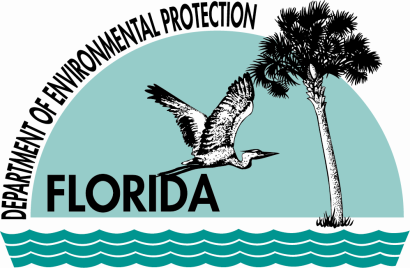 DEPARTMENT OF ENVIRONMENTAL PROTECTION
FLORIDA